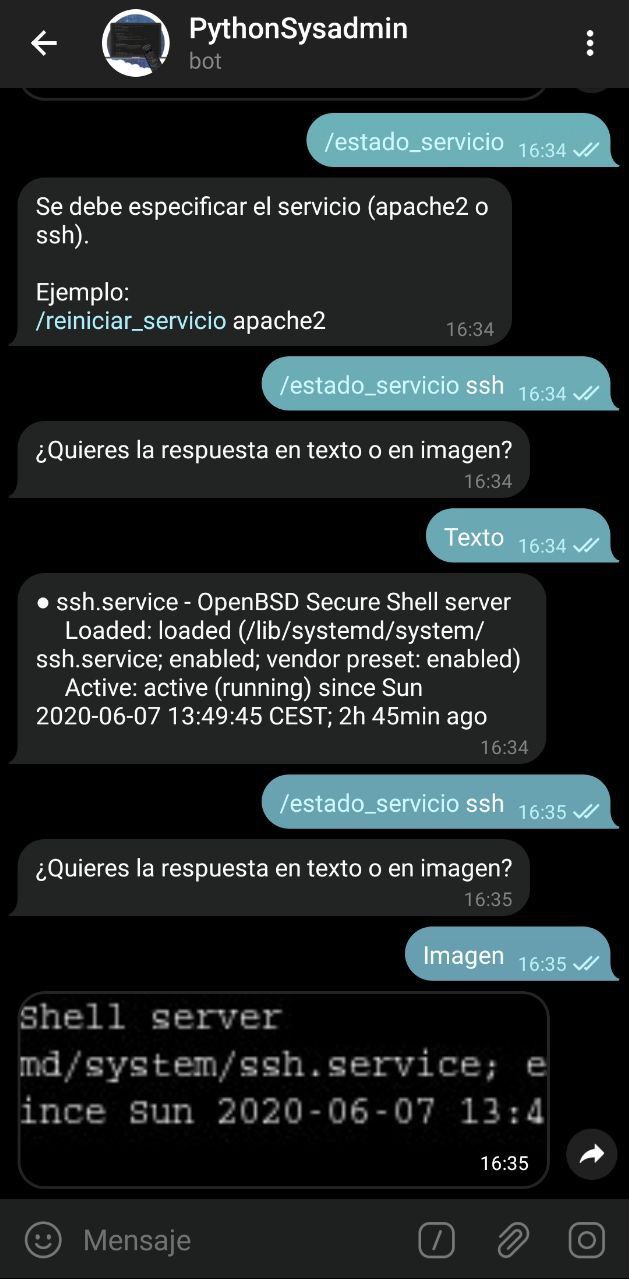 PythonSysadmin
bot
/estado_servicio 16:34
Se debe especificar el servicio (apache2 o
ssh).
Ejemplo:
/reiniciar_servicio apache2
16:34
/estado_servicio ssh 16:34
¿Quieres la respuesta en texto o en imagen?
16:34
Texto 16:34
● ssh.service - OpenBSD Secure Shell server
Loaded: loaded (/lib/systemd/system/
ssh.service; enabled; vendor preset: enabled)
Active: active (running) since Sun
2020-06-07 13:49:45 CEST; 2h 45min ago
16:34
/estado_servicio ssh 16:35
¿Quieres la respuesta en texto o en imagen?
16:35
Imagen 16:35
Shell server
md/system/ssh.service; e
ince Sun 2020-06-07 13:4
16:35
Mensaje